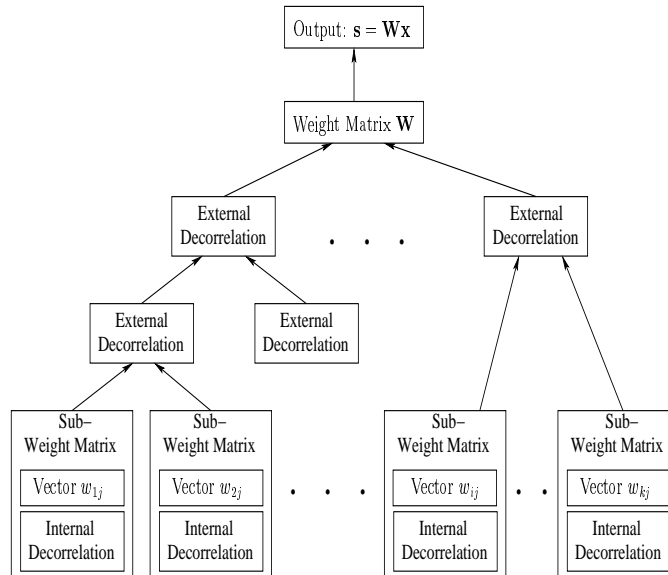 Output: s = Wx
Weight Matrix W
External
Decorrelation
External
Decorrelation
. . .
External
Decorrelation
External
Decorrelation
Sub–
Weight Matrix
Vector w1j
Internal
Decorrelation
Sub–
Weight Matrix
Vector w2j
Internal
Decorrelation
. . . . . .
Sub–
Weight Matrix
Vector wij
Internal
Decorrelation
. .
Sub–
Weight Matrix
Vector wkj
Internal
Decorrelation